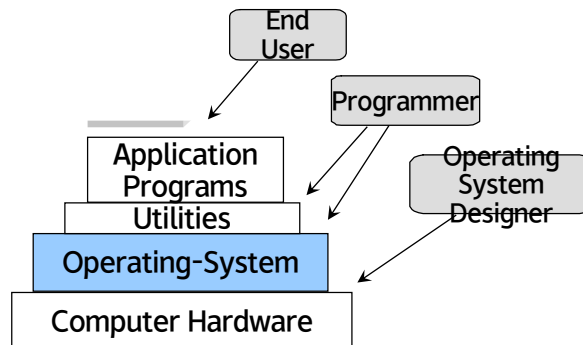 End
User
Programmer
Application
Programs
Operating
System
Designer
Utilities
Operating-System
Computer Hardware